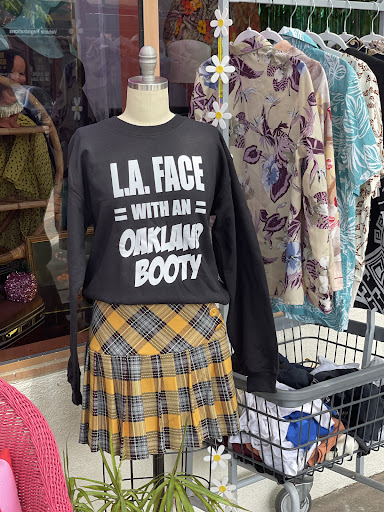 L.A. FACE
= WITH AN =
OAKLAND
BOOTY